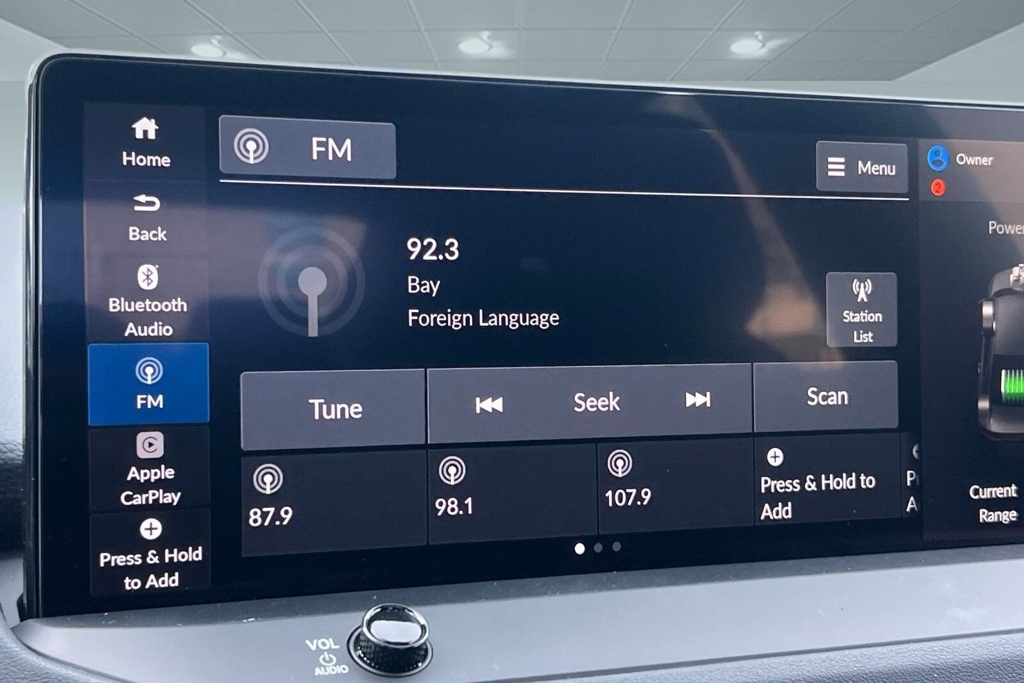 Home
Back
Bluetooth
Audio
FM
Apple
CarPlay
Press & Hold
to Add
FM
Menu
92.3
Bay
Foreign Language
Station
List
Tune
Seek
Scan
87.9
98.1
107.9
Press & Hold to
Add
P
A
Owner
2
Power
Current
Range
VOL
AUDIO